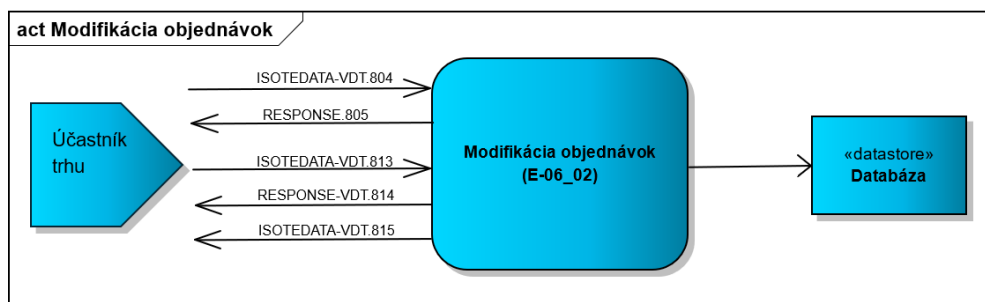 act Modifikácia objednávok
ISOTEDATA-VDT.804
RESPONSE.805
Účastník
trhu
ISOTEDATA-VDT.813
RESPONSE-VDT.814
ISOTEDATA-VDT.815
Modifikácia objednávok
(E-06_02)
«datastore»
Databáza